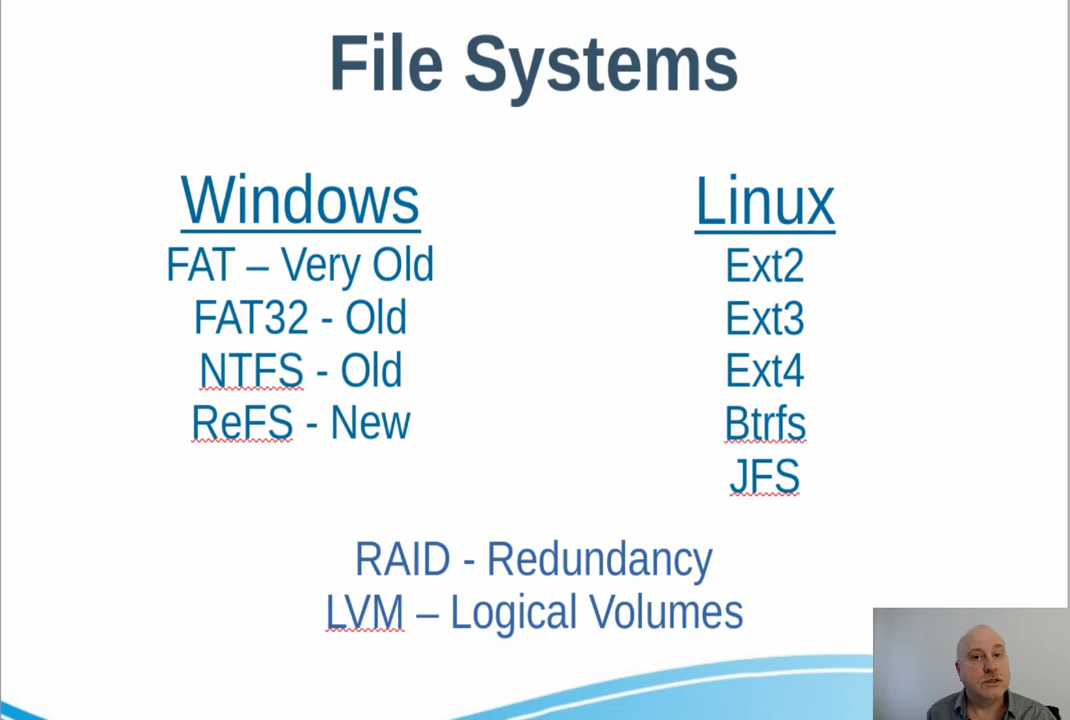 File Systems
Windows
FAT – Very Old
FAT32 - Old
NTFS - Old
ReFS - New
Linux
Ext2
Ext3
Ext4
Btrfs
JFS
RAID - Redundancy
LVM – Logical Volumes